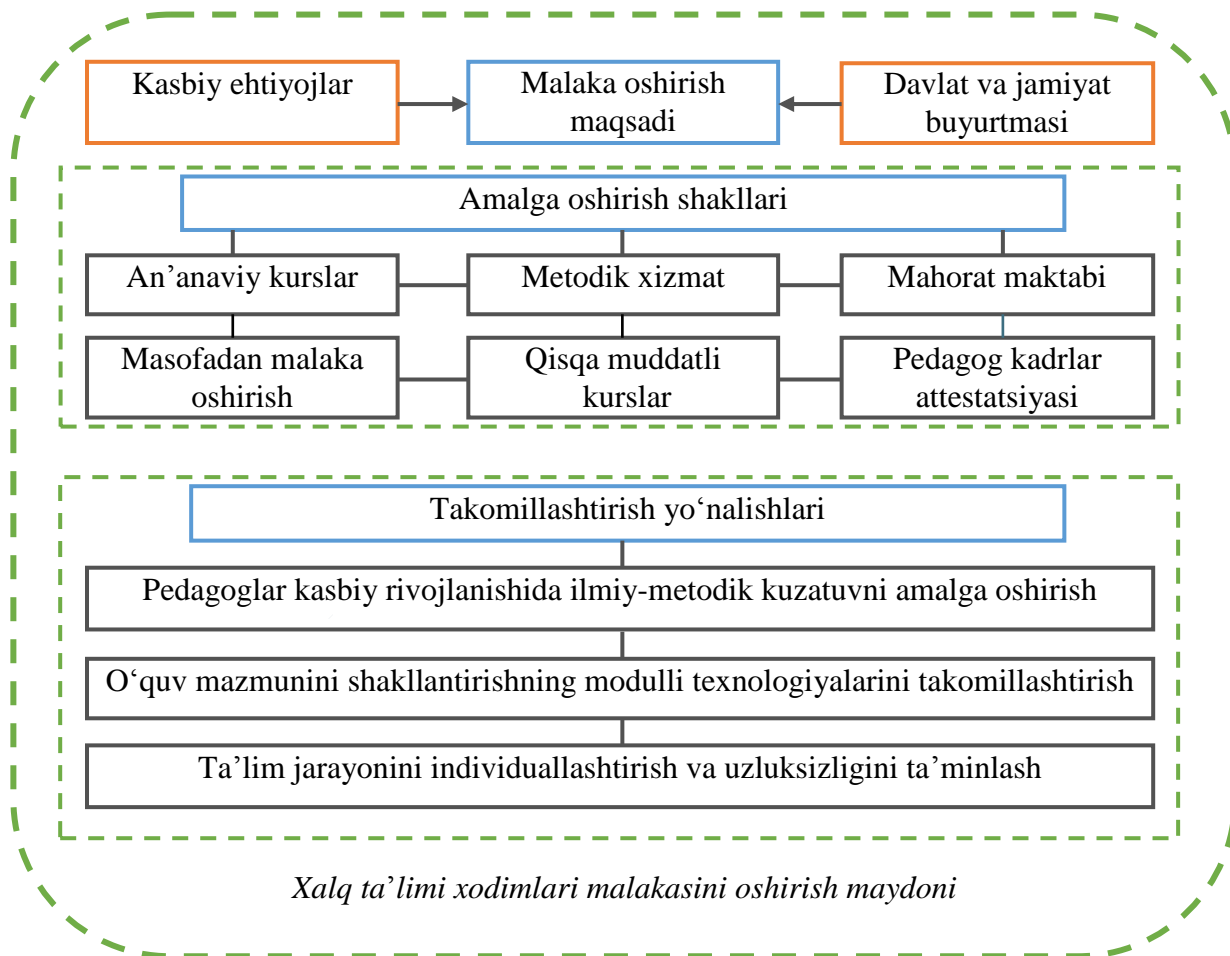 Kasbiy ehtiyojlar
Malaka oshirish
maqsadi
Davlat va jamiyat
buyurtmasi
Amalga oshirish shakllari
An’anaviy kurslar
Metodik xizmat
Mahorat maktabi
Masofadan malaka
oshirish
Qisqa muddatli
kurslar
Pedagog kadrlar
attestatsiyasi
Takomillashtirish yo‘nalishlari
Pedagoglar kasbiy rivojlanishida ilmiy-metodik kuzatuvni amalga oshirish
O‘quv mazmunini shakllantirishning modulli texnologiyalarini takomillashtirish
Ta’lim jarayonini individuallashtirish va uzluksizligini ta’minlash
Xalq ta’limi xodimlari malakasini oshirish maydoni